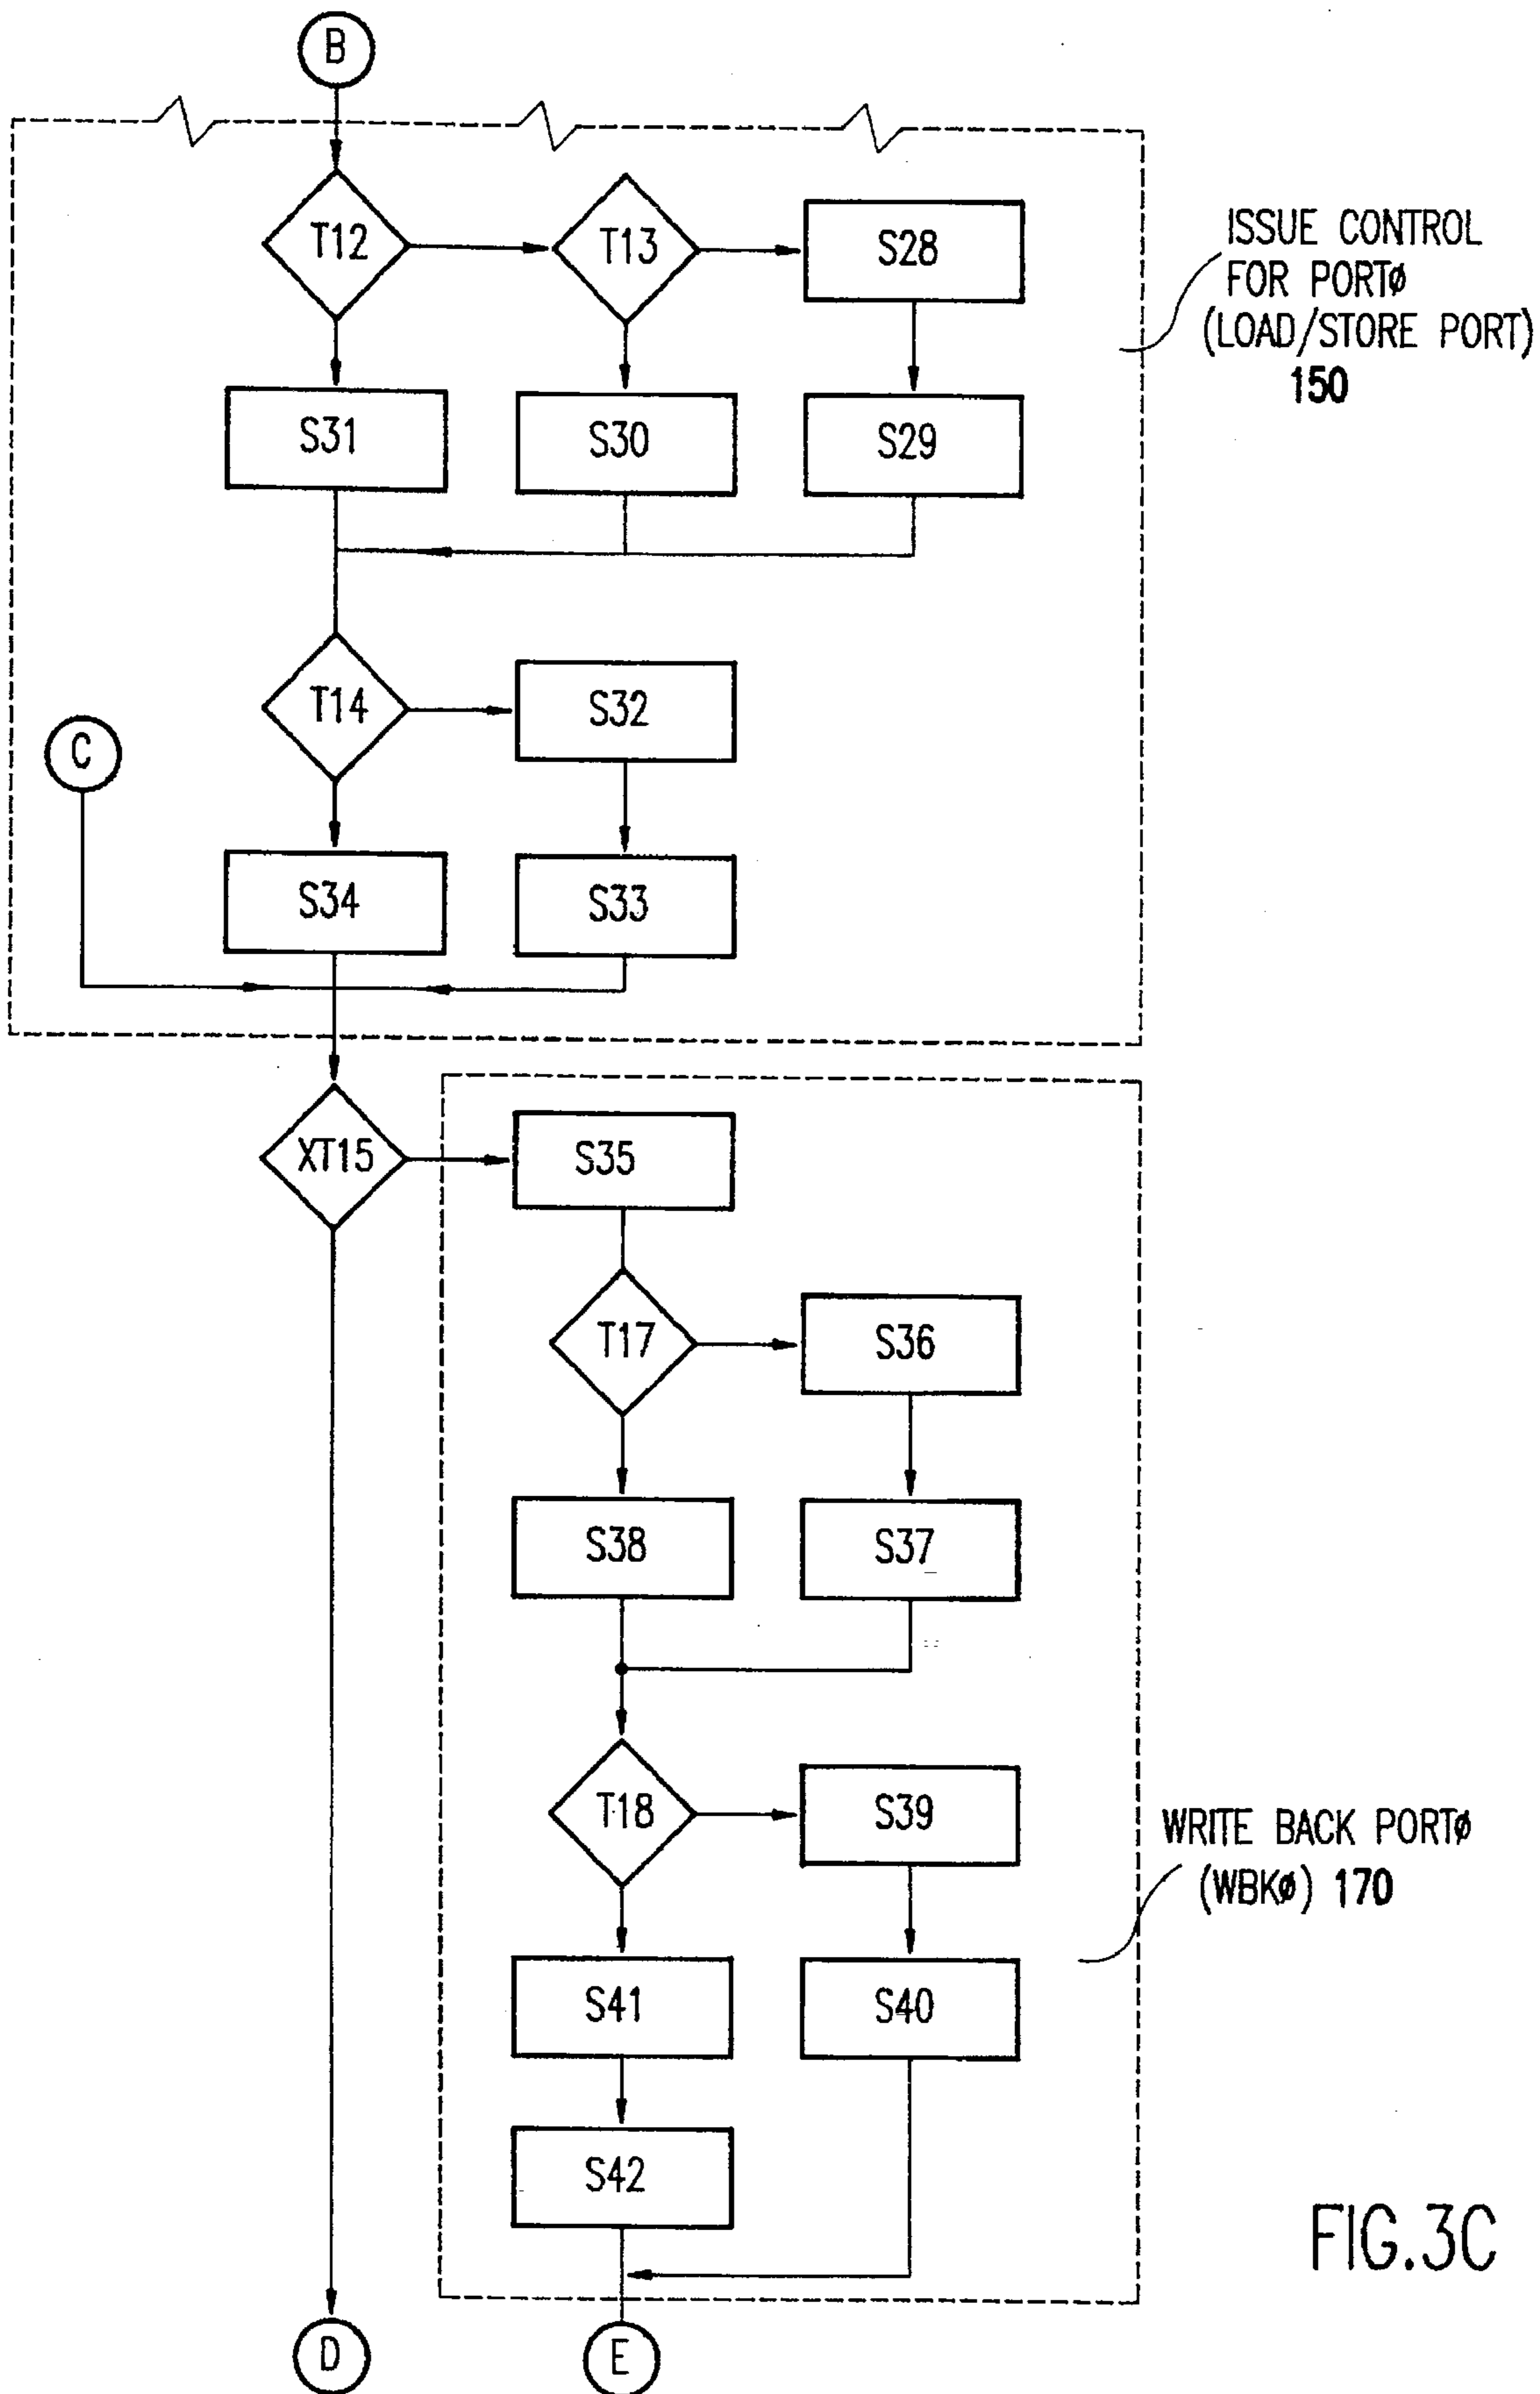 B
T12
T13
S28
ISSUE CONTROL
FOR PORTø
(LOAD/STORE PORT)
150
S31
S30
S29
T14
S32
C
S34
S33
XT15
S35
T17
S36
S38
S37
T18
S39
WRITE BACK PORTø
(WBKø) 170
S41
S40
S42
FIG.3C
D
E